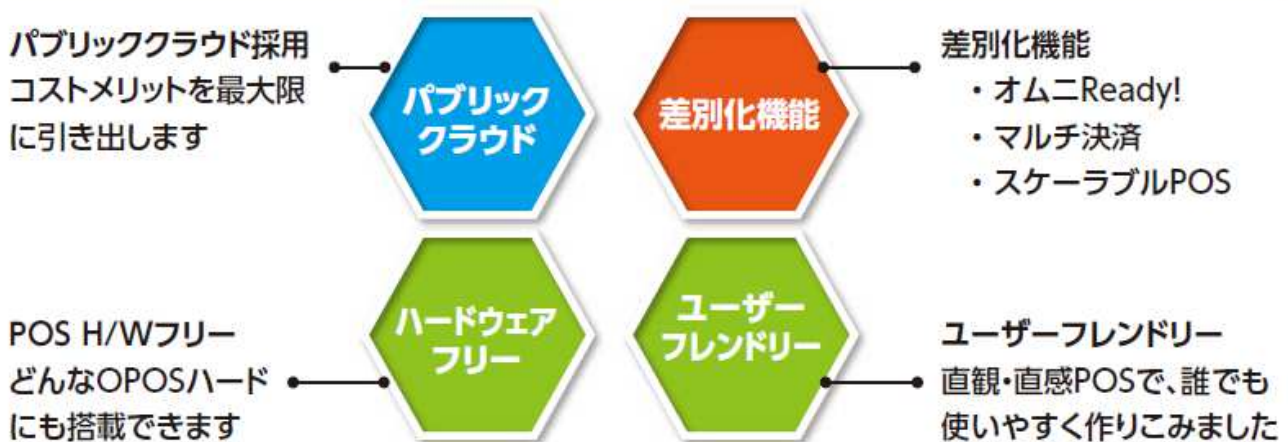 パブリッククラウド採用
コストメリットを最大限
に引き出します
パブリック
クラウド
差別化機能
差別化機能
・オムニReady!
・マルチ決済
・スケーラブルPOS
POS H/Wフリー
どんなOPOSハード
にも搭載できます
ハードウェア
フリー
ユーザー
フレンドリー
ユーザーフレンドリー
直観・直感POSで、誰でも
使いやすく作りこみました